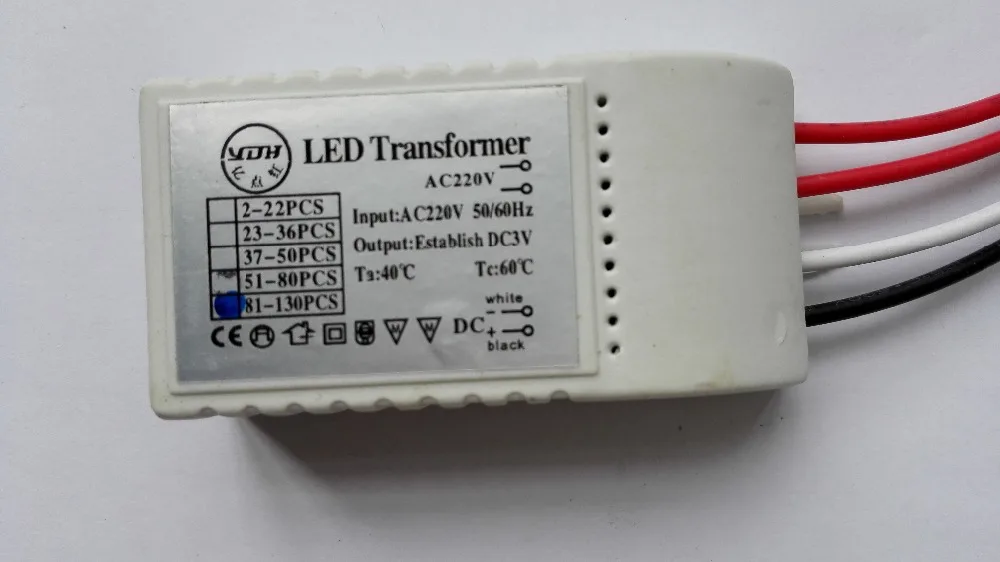 YDH
LED Transformer
AC220V
2-22PCS
23-36PCS
37-50PCS
51-80PCS
81-130PCS
Input:AC220V 50/60Hz
Output:Establish DC3V
Ta:40℃ Tc:60℃
white
DC
-
+
black
CE
M M